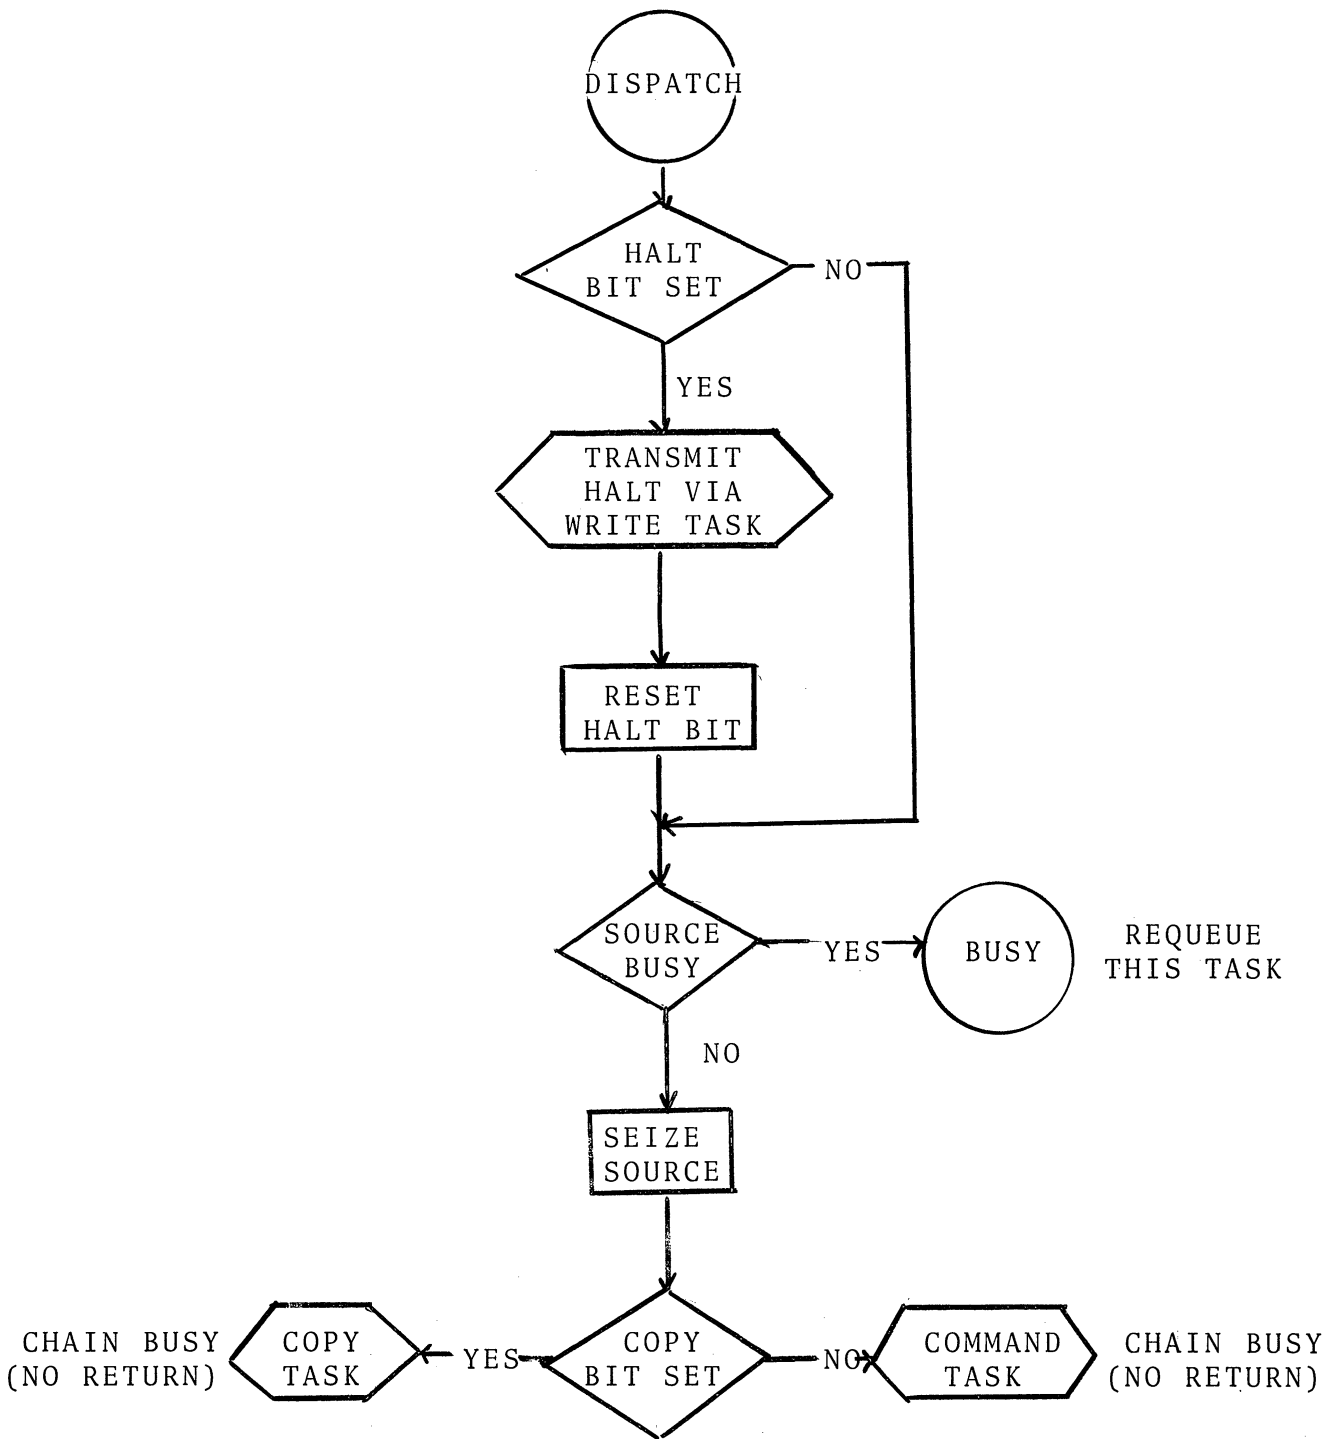 DISPATCH
HALT
BIT SET
NO
YES
TRANSMIT
HALT VIA
WRITE TASK
RESET
HALT BIT
SOURCE
BUSY
YES
BUSY
REQUEUE
THIS TASK
NO
SEIZE
SOURCE
CHAIN BUSY
(NO RETURN)
COPY
TASK
YES
COPY
BIT SET
NO
COMMAND
TASK
CHAIN BUSY
(NO RETURN)